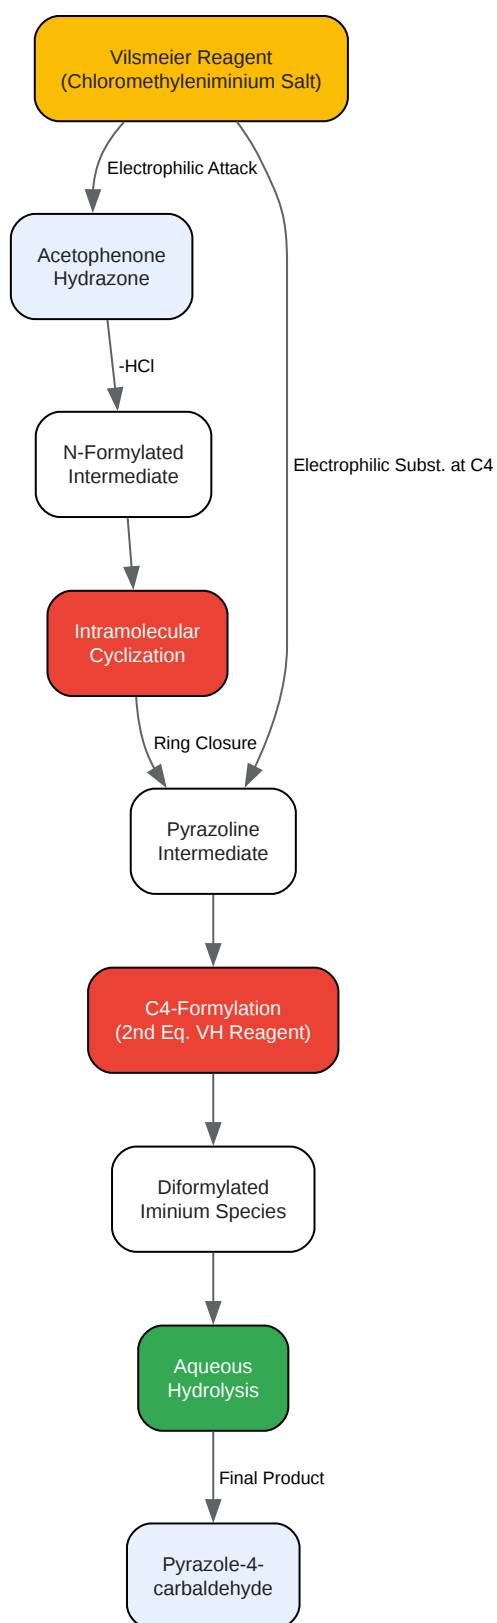 Vilsmeier Reagent
(Chloromethyleniminium Salt)
Electrophilic Attack
Acetophenone
Hydrazone
-HCl
N-Formylated
Intermediate
Electrophilic Subst. at C4
Intramolecular
Cyclization
Ring Closure
Pyrazoline
Intermediate
C4-Formylation
(2nd Eq. VH Reagent)
Diformylated
Iminium Species
Aqueous
Hydrolysis
Final Product
Pyrazole-4-
carbaldehyde